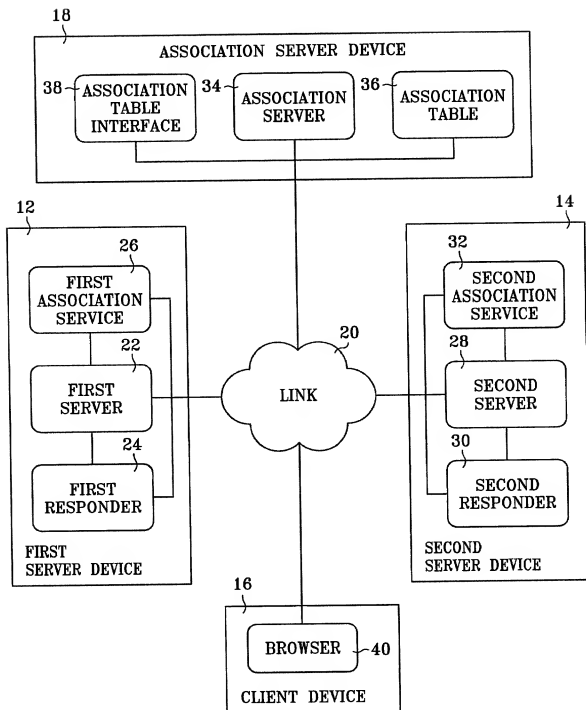 18
ASSOCIATION SERVER DEVICE
38
ASSOCIATION
TABLE
INTERFACE
34
ASSOCIATION
SERVER
36
ASSOCIATION
TABLE
12
26
FIRST
ASSOCIATION
SERVICE
22
FIRST
SERVER
24
FIRST
RESPONDER
FIRST
SERVER DEVICE
20
LINK
14
32
SECOND
ASSOCIATION
SERVICE
28
SECOND
SERVER
30
SECOND
RESPONDER
SECOND
SERVER DEVICE
16
BROWSER
40
CLIENT DEVICE